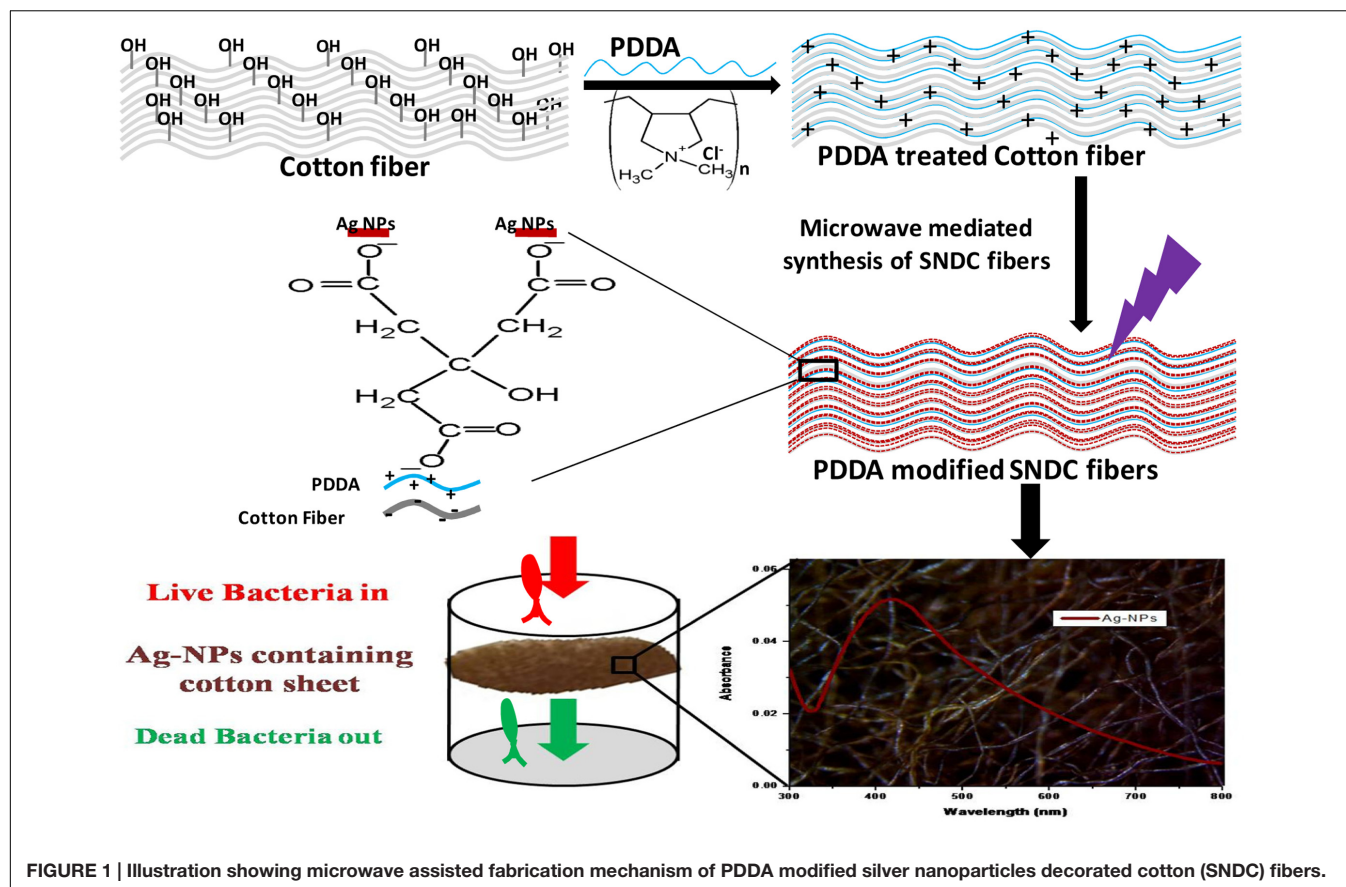 OH OH OH OH OH OH
OH OH OH OH OH
OH OH OH OH OH
OH OH OH OH OH
OH OH OH OH OH OH OH
Cotton fiber
PDDA
N+ Cl-
H3C CH3 n
+ + + + + + + + + + + + + + + + + + + + + + + + + +
PDDA treated Cotton fiber
Microwave mediated
synthesis of SNDC fibers
PDDA modified SNDC fibers
Ag NPs Ag NPs
O— O—
O=C C=O
H2C CH2
C
H2C OH
C=O
—O
PDDA + + + + +
Cotton Fiber - - - -
Live Bacteria in
Ag-NPs containing
cotton sheet
Dead Bacteria out
0.06
0.04
0.02
0.00
Absorbance
Ag-NPs
300 400 500 600 700 800
Wavelength (nm)
FIGURE 1 | Illustration showing microwave assisted fabrication mechanism of PDDA modified silver nanoparticles decorated cotton (SNDC) fibers.